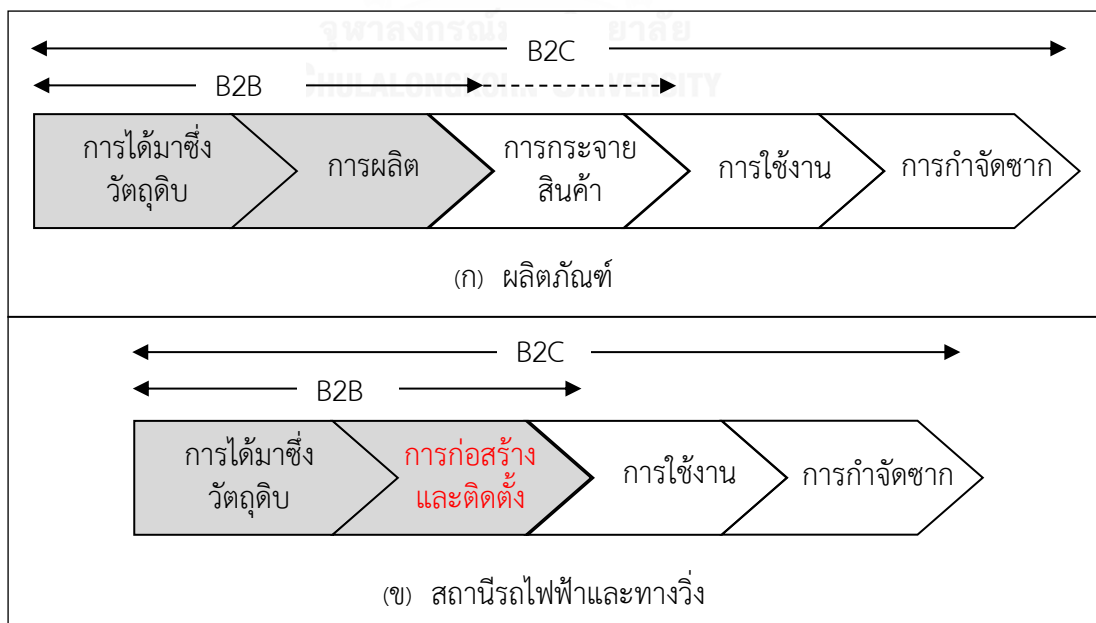 B2C
B2B
การได้มาซึ่ง
วัตถุดิบ
การผลิต
การกระจาย
สินค้า
การใช้งาน
การกำจัดซาก
(ก) ผลิตภัณฑ์
B2C
B2B
การได้มาซึ่ง
วัตถุดิบ
การก่อสร้าง
และติดตั้ง
การใช้งาน
การกำจัดซาก
(ข) สถานีรถไฟฟ้าและทางวิ่ง